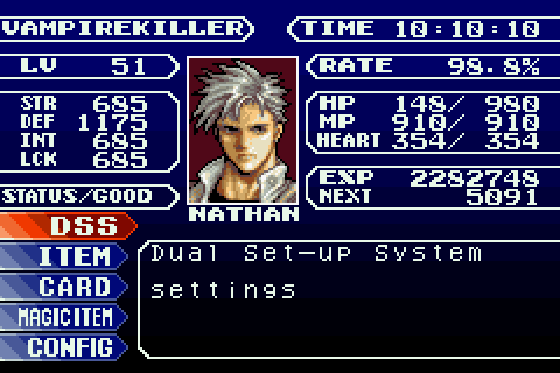 VAMPIREKILLER
TIME 10:10:10
LV 51
RATE 98.8%
STR 685
DEF 1175
INT 685
LCK 685
HP 148/ 980
MP 910/ 910
HEART 354/ 354
STATUS/GOOD
NATHAN
EXP 2282748
NEXT 5091
DSS
ITEM
CARD
MAGICITEM
CONFIG
Dual Set-up System
settings